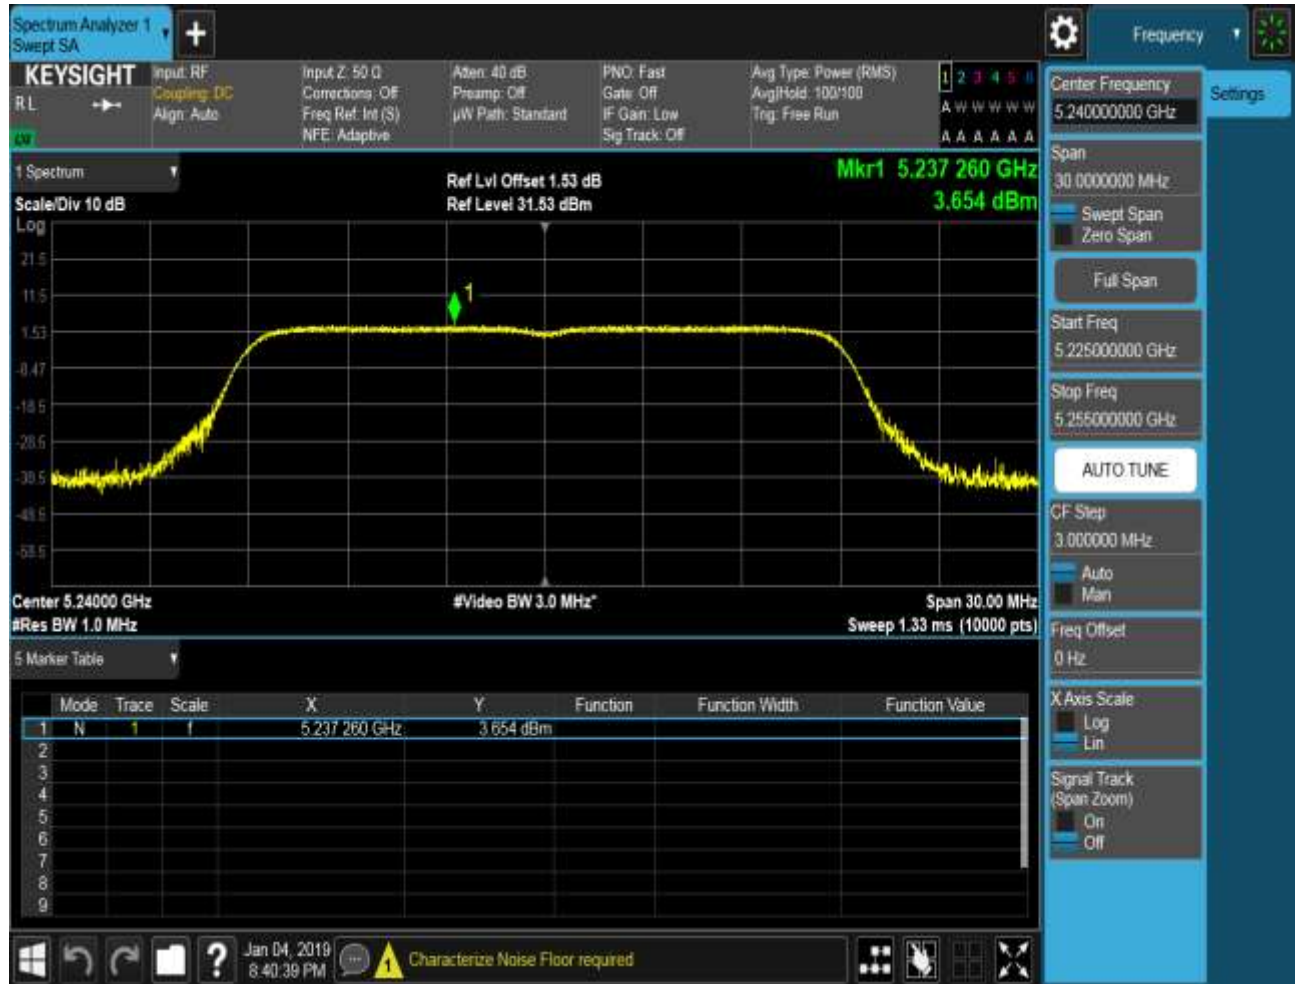 Spectrum Analyzer 1
Swept SA
+
Frequency
KEYSIGHT
RL
Input: RF
Coupling: DC
Align: Auto
Input Z: 50 Ω
Corrections: Off
Freq Ref: Int (S)
NFE: Adaptive
Atten: 40 dB
Preamp: Off
µW Path: Standard
PNO: Fast
Gate: Off
IF Gain: Low
Sig Track: Off
Avg Type: Power (RMS)
Avg|Hold: 100/100
Trig: Free Run
1 2 3 4 5 6
A W W W W W
A A A A A A
1 Spectrum
Scale/Div 10 dB
Log
Ref Lvl Offset 1.53 dB
Ref Level 31.53 dBm
Mkr1 5.237 260 GHz
3.654 dBm
21.5
11.5
1.53
-8.47
-18.5
-28.5
-38.5
-48.5
-58.5
1
Center 5.24000 GHz
#Res BW 1.0 MHz
#Video BW 3.0 MHz*
Span 30.00 MHz
Sweep 1.33 ms (10000 pts)
5 Marker Table
Mode Trace Scale X Y Function Function Width Function Value
1 N 1 f 5.237 260 GHz 3.654 dBm
2
3
4
5
6
7
8
9
Center Frequency
5.240000000 GHz
Settings
Span
30.0000000 MHz
Swept Span
Zero Span
Full Span
Start Freq
5.225000000 GHz
Stop Freq
5.255000000 GHz
AUTO TUNE
CF Step
3.000000 MHz
Auto
Man
Freq Offset
0 Hz
X Axis Scale
Log
Lin
Signal Track
(Span Zoom)
On
Off
?
Jan 04, 2019
8:40:39 PM
Characterize Noise Floor required